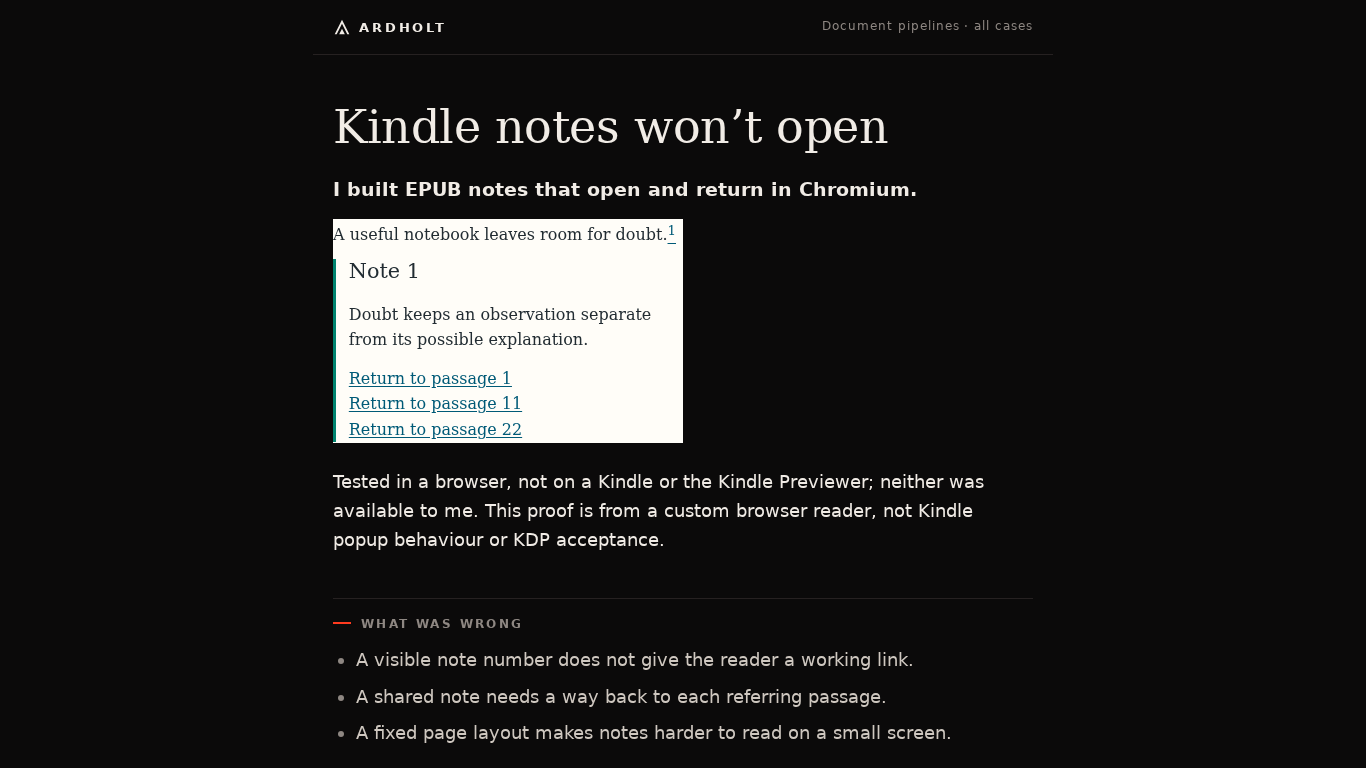 ARDHOLT
Document pipelines · all cases
Kindle notes won’t open
I built EPUB notes that open and return in Chromium.
A useful notebook leaves room for doubt.1
Note 1
Doubt keeps an observation separate
from its possible explanation.
Return to passage 1
Return to passage 11
Return to passage 22
Tested in a browser, not on a Kindle or the Kindle Previewer; neither was
available to me. This proof is from a custom browser reader, not Kindle
popup behaviour or KDP acceptance.
WHAT WAS WRONG
A visible note number does not give the reader a working link.
A shared note needs a way back to each referring passage.
A fixed page layout makes notes harder to read on a small screen.